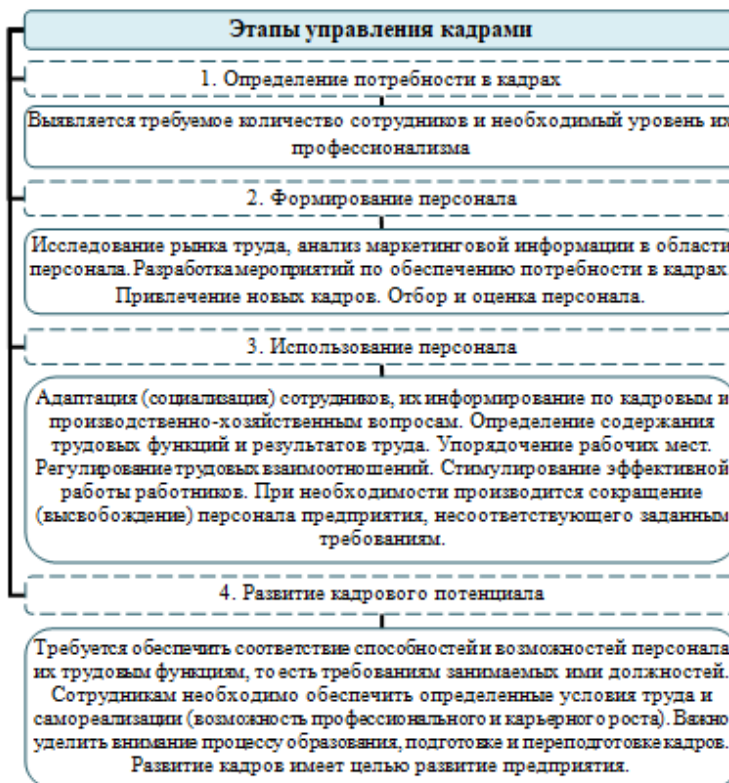 Этапы управления кадрами
1. Определение потребности в кадрах
Выявляется требуемое количество сотрудников и необходимый уровень их
профессионализма
2. Формирование персонала
Исследование рынка труда, анализ маркетинговой информации в области
персонала. Разработка мероприятий по обеспечению потребности в кадрах.
Привлечение новых кадров. Отбор и оценка персонала.
3. Использование персонала
Адаптация (социализация) сотрудников, их информирование по кадровым и
производственно-хозяйственным вопросам. Определение содержания
трудовых функций и результатов труда. Упорядочение рабочих мест.
Регулирование трудовых взаимоотношений. Стимулирование эффективной
работы работников. При необходимости производится сокращение
(высвобождение) персонала предприятия, несоответствующего заданным
требованиям.
4. Развитие кадрового потенциала
Требуется обеспечить соответствие способностей и возможностей персонала
их трудовым функциям, то есть требованиям занимаемых ими должностей.
Сотрудникам необходимо обеспечить определенные условия труда и
самореализации (возможность профессионального и карьерного роста). Важно
уделить внимание процессу образования, подготовке и переподготовке кадров.
Развитие кадров имеет целью развитие предприятия.